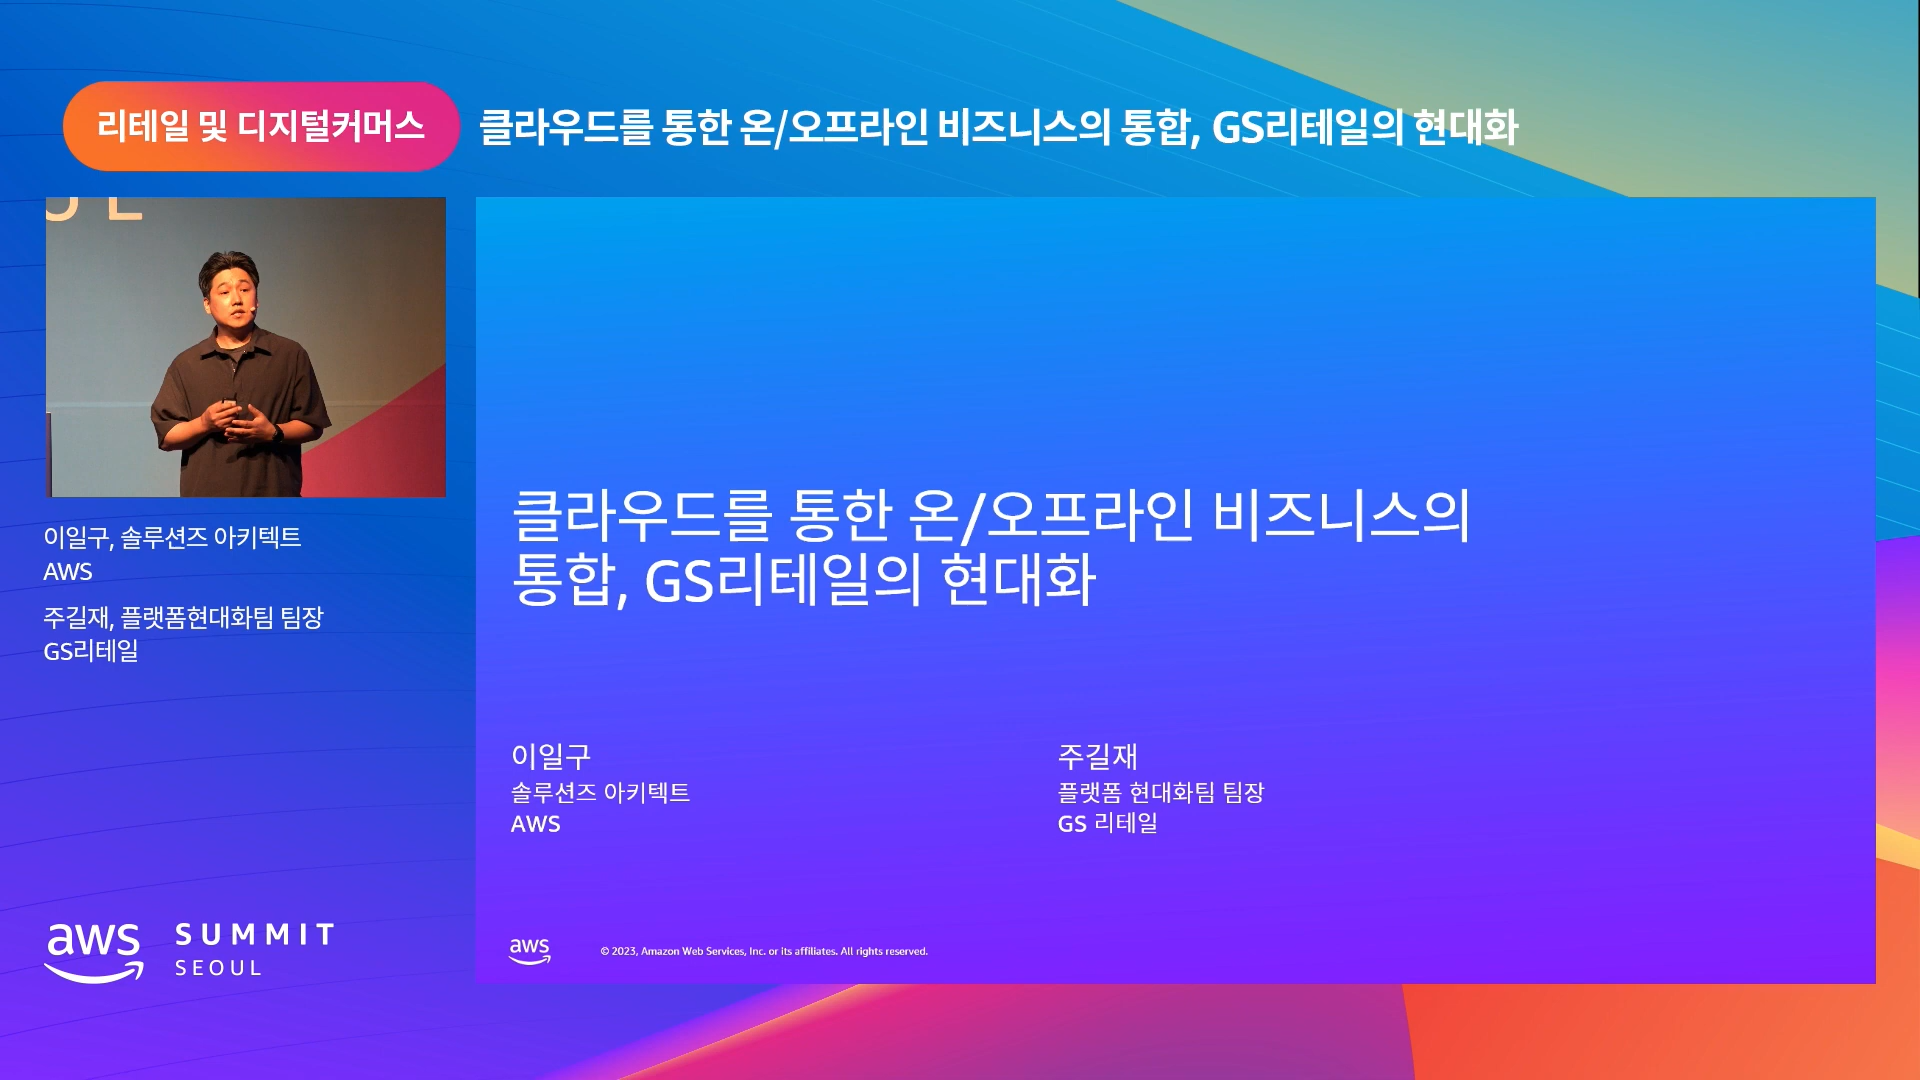 리테일 및 디지털커머스
클라우드를 통한 온/오프라인 비즈니스의 통합, GS리테일의 현대화
이일구, 솔루션즈 아키텍트
AWS
주길재, 플랫폼현대화팀 팀장
GS리테일
aws
SUMMIT
SEOUL
클라우드를 통한 온/오프라인 비즈니스의
통합, GS리테일의 현대화
이일구
솔루션즈 아키텍트
AWS
주길재
플랫폼 현대화팀 팀장
GS 리테일
aws
© 2023, Amazon Web Services, Inc. or its affiliates. All rights reserved.